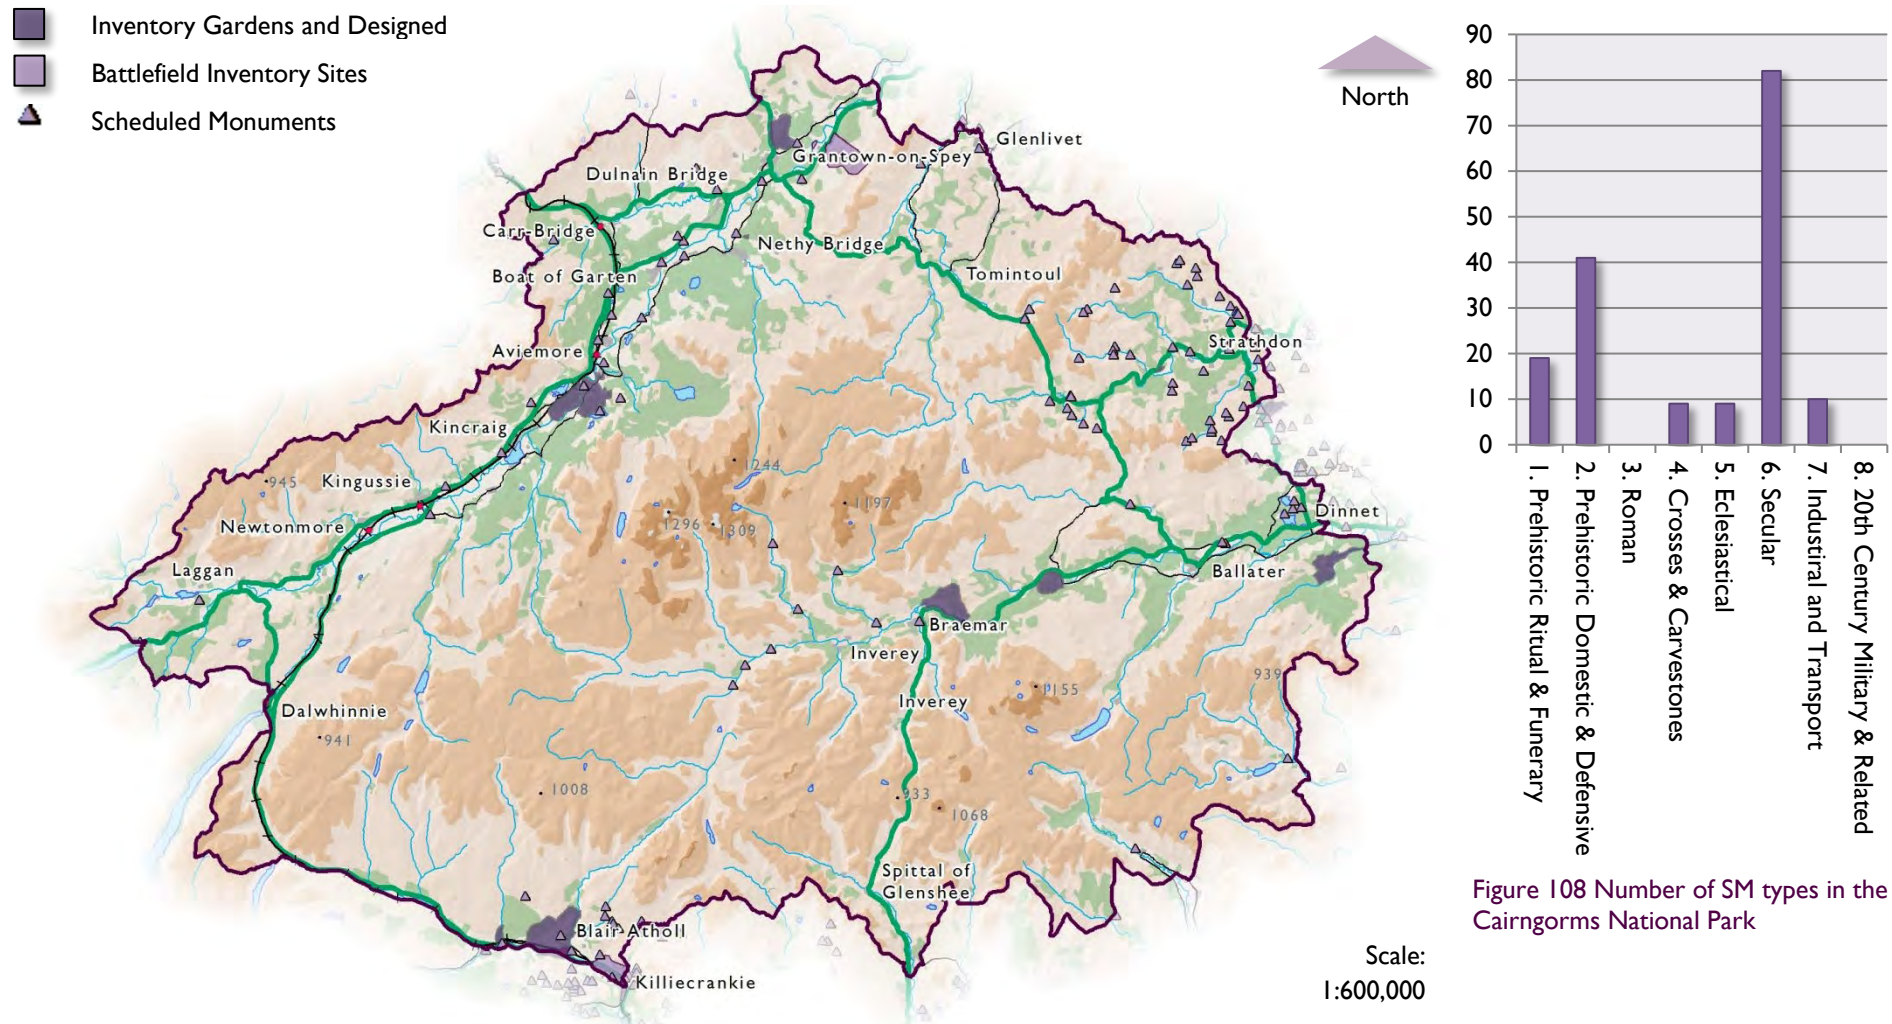 Inventory Gardens and Designed
Battlefield Inventory Sites
Scheduled Monuments
North
Glenlivet
Grantown-on-Spey
Dulnain Bridge
Carr-Bridge
Nethy Bridge
Boat of Garten
Tomintoul
Strathdon
Aviemore
Kincraig
1244
Kingussie
945
1197
Newtonmore
1296
1309
Dinnet
Laggan
Ballater
Braemar
Inverey
939
1155
Inverey
Dalwhinnie
941
1008
933
1068
Spittal of
Glenshee
Blair Atholl
Killiecrankie
Scale:
1:600,000
90
80
70
60
50
40
30
20
10
0
1. Prehistoric Ritual & Funerary
2. Prehistoric Domestic & Defensive
3. Roman
4. Crosses & Carvestones
5. Eclesiastical
6. Secular
7. Industiral and Transport
8. 20th Century Military & Related
Figure 108 Number of SM types in the
Cairngorms National Park